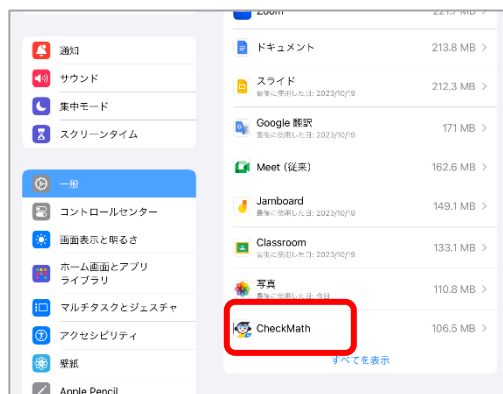 通知
サウンド
集中モード
スクリーンタイム
一般
コントロールセンター
画面表示と明るさ
ホーム画面とアプリ
ライブラリ
マルチタスクとジェスチャ
アクセシビリティ
壁紙
Apple Pencil
Zoom 221.7 MB
ドキュメント 213.8 MB
スライド 212.3 MB
最後に使用した日: 2023/10/19
Google 翻訳 171 MB
最後に使用した日: 2023/10/19
Meet (従来) 162.6 MB
Jamboard 149.1 MB
最後に使用した日: 2023/10/19
Classroom 133.1 MB
最後に使用した日: 2023/10/19
写真 110.8 MB
最後に使用した日: 今日
CheckMath 106.5 MB
すべてを表示